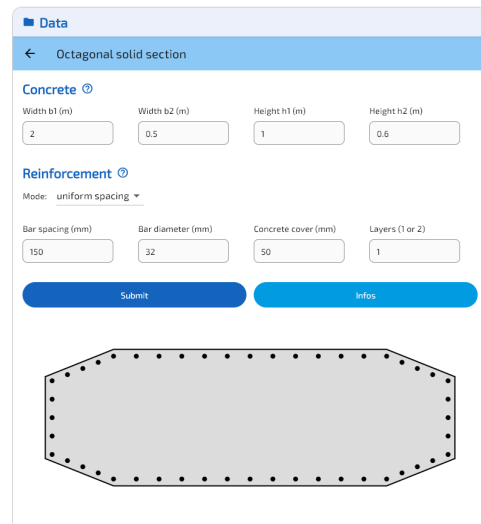 Data
Octagonal solid section
Concrete
Width b1 (m) Width b2 (m) Height h1 (m) Height h2 (m)
2 0.5 1 0.6
Reinforcement
Mode: uniform spacing
Bar spacing (mm) Bar diameter (mm) Concrete cover (mm) Layers (1 or 2)
150 32 50 1
Submit Infos